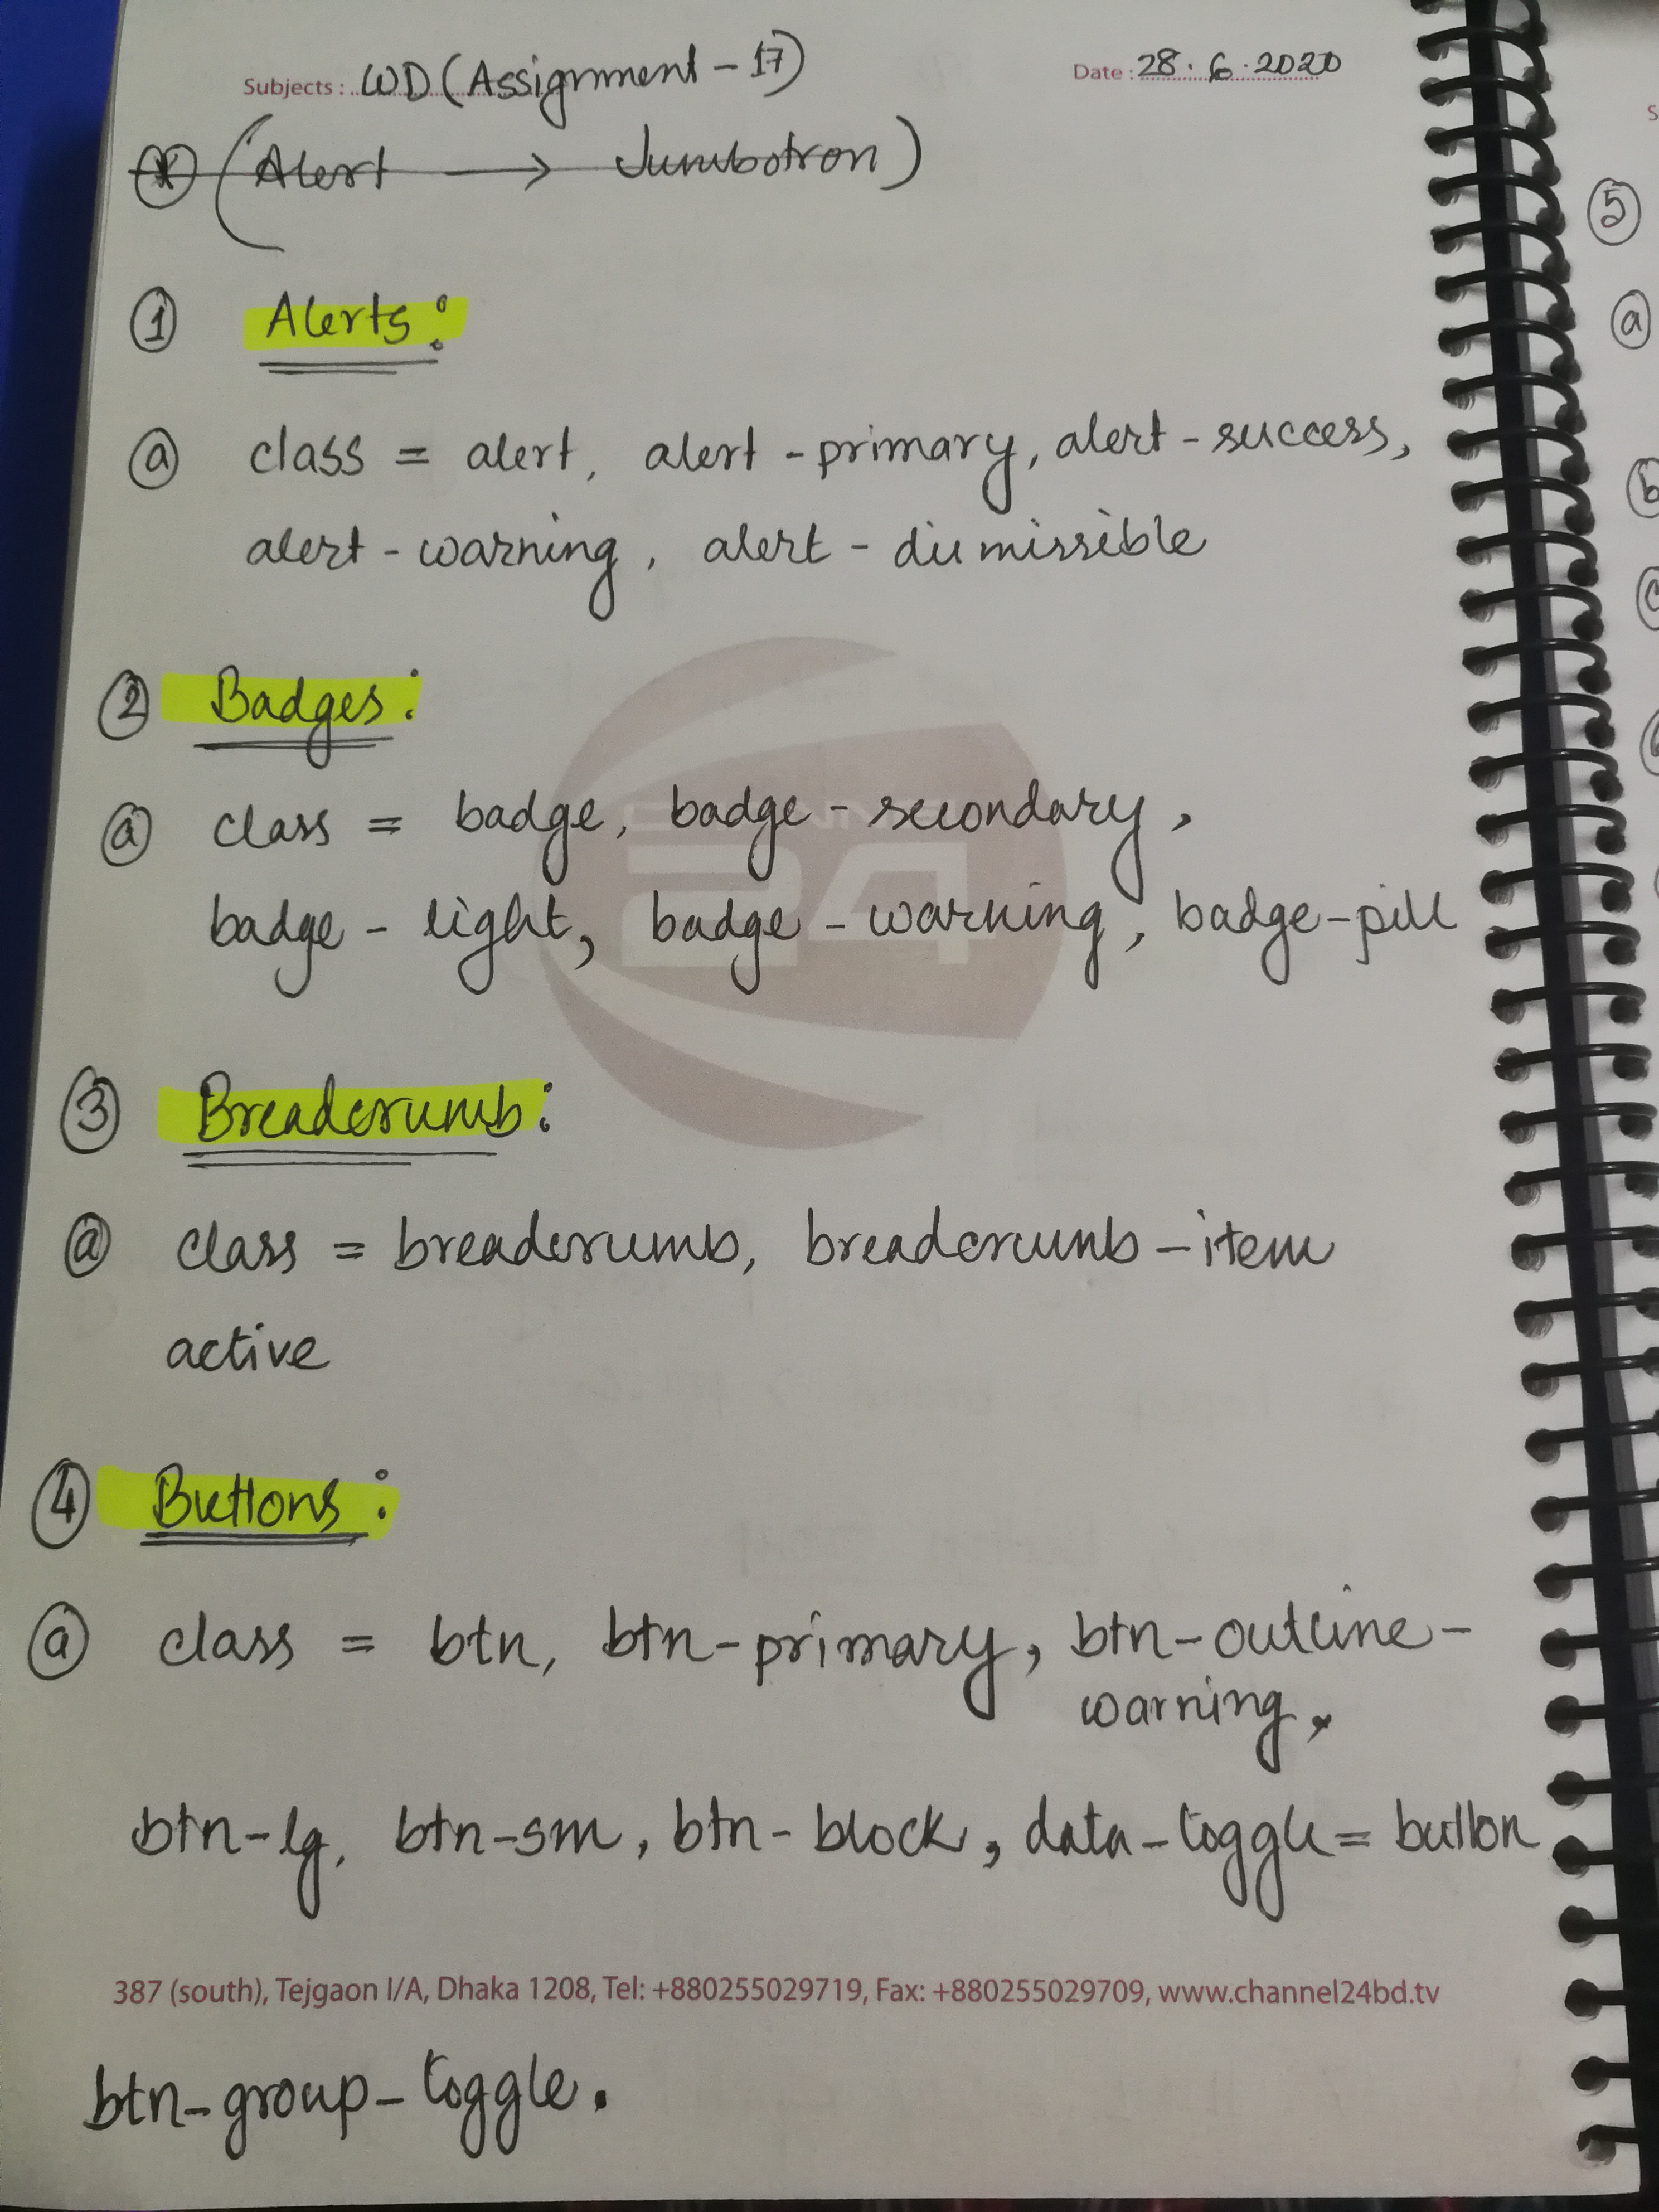 Subjects : WD (Assignment - 17)
Date : 28.6.2020
(Alert → Jumbotron)
① Alerts:
ⓐ class = alert, alert-primary, alert-success,
alert-warning, alert-dismissible
② Badges:
ⓐ class = badge, badge-secondary,
badge-light, badge-warning, badge-pill
24
③ Breadcrumb:
ⓐ class = breadcrumb, breadcrumb-item
active
④ Buttons:
ⓐ class = btn, btn-primary, btn-outline-
warning,
btn-lg, btn-sm, btn-block, data-toggle = button
387 (south), Tejgaon I/A, Dhaka 1208, Tel: +880255029719, Fax: +880255029709, www.channel24bd.tv
btn-group-toggle.
⑤
ⓐ